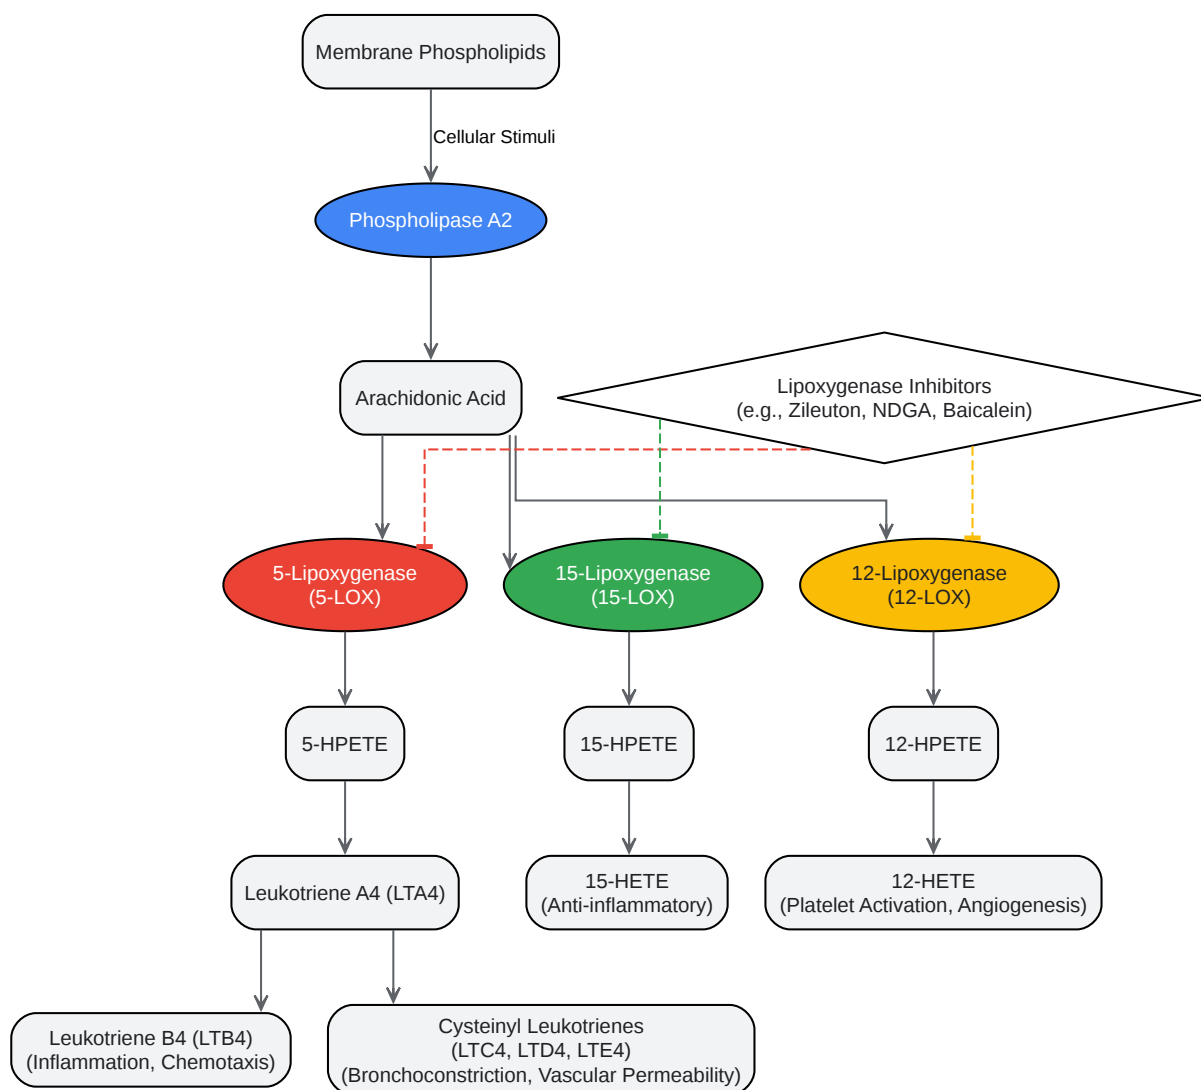 Membrane Phospholipids
Cellular Stimuli
Phospholipase A2
Arachidonic Acid
Lipoxygenase Inhibitors
(e.g., Zileuton, NDGA, Baicalein)
5-Lipoxygenase
(5-LOX)
15-Lipoxygenase
(15-LOX)
12-Lipoxygenase
(12-LOX)
5-HPETE
15-HPETE
12-HPETE
Leukotriene A4 (LTA4)
15-HETE
(Anti-inflammatory)
12-HETE
(Platelet Activation, Angiogenesis)
Leukotriene B4 (LTB4)
(Inflammation, Chemotaxis)
Cysteinyl Leukotrienes
(LTC4, LTD4, LTE4)
(Bronchoconstriction, Vascular Permeability)